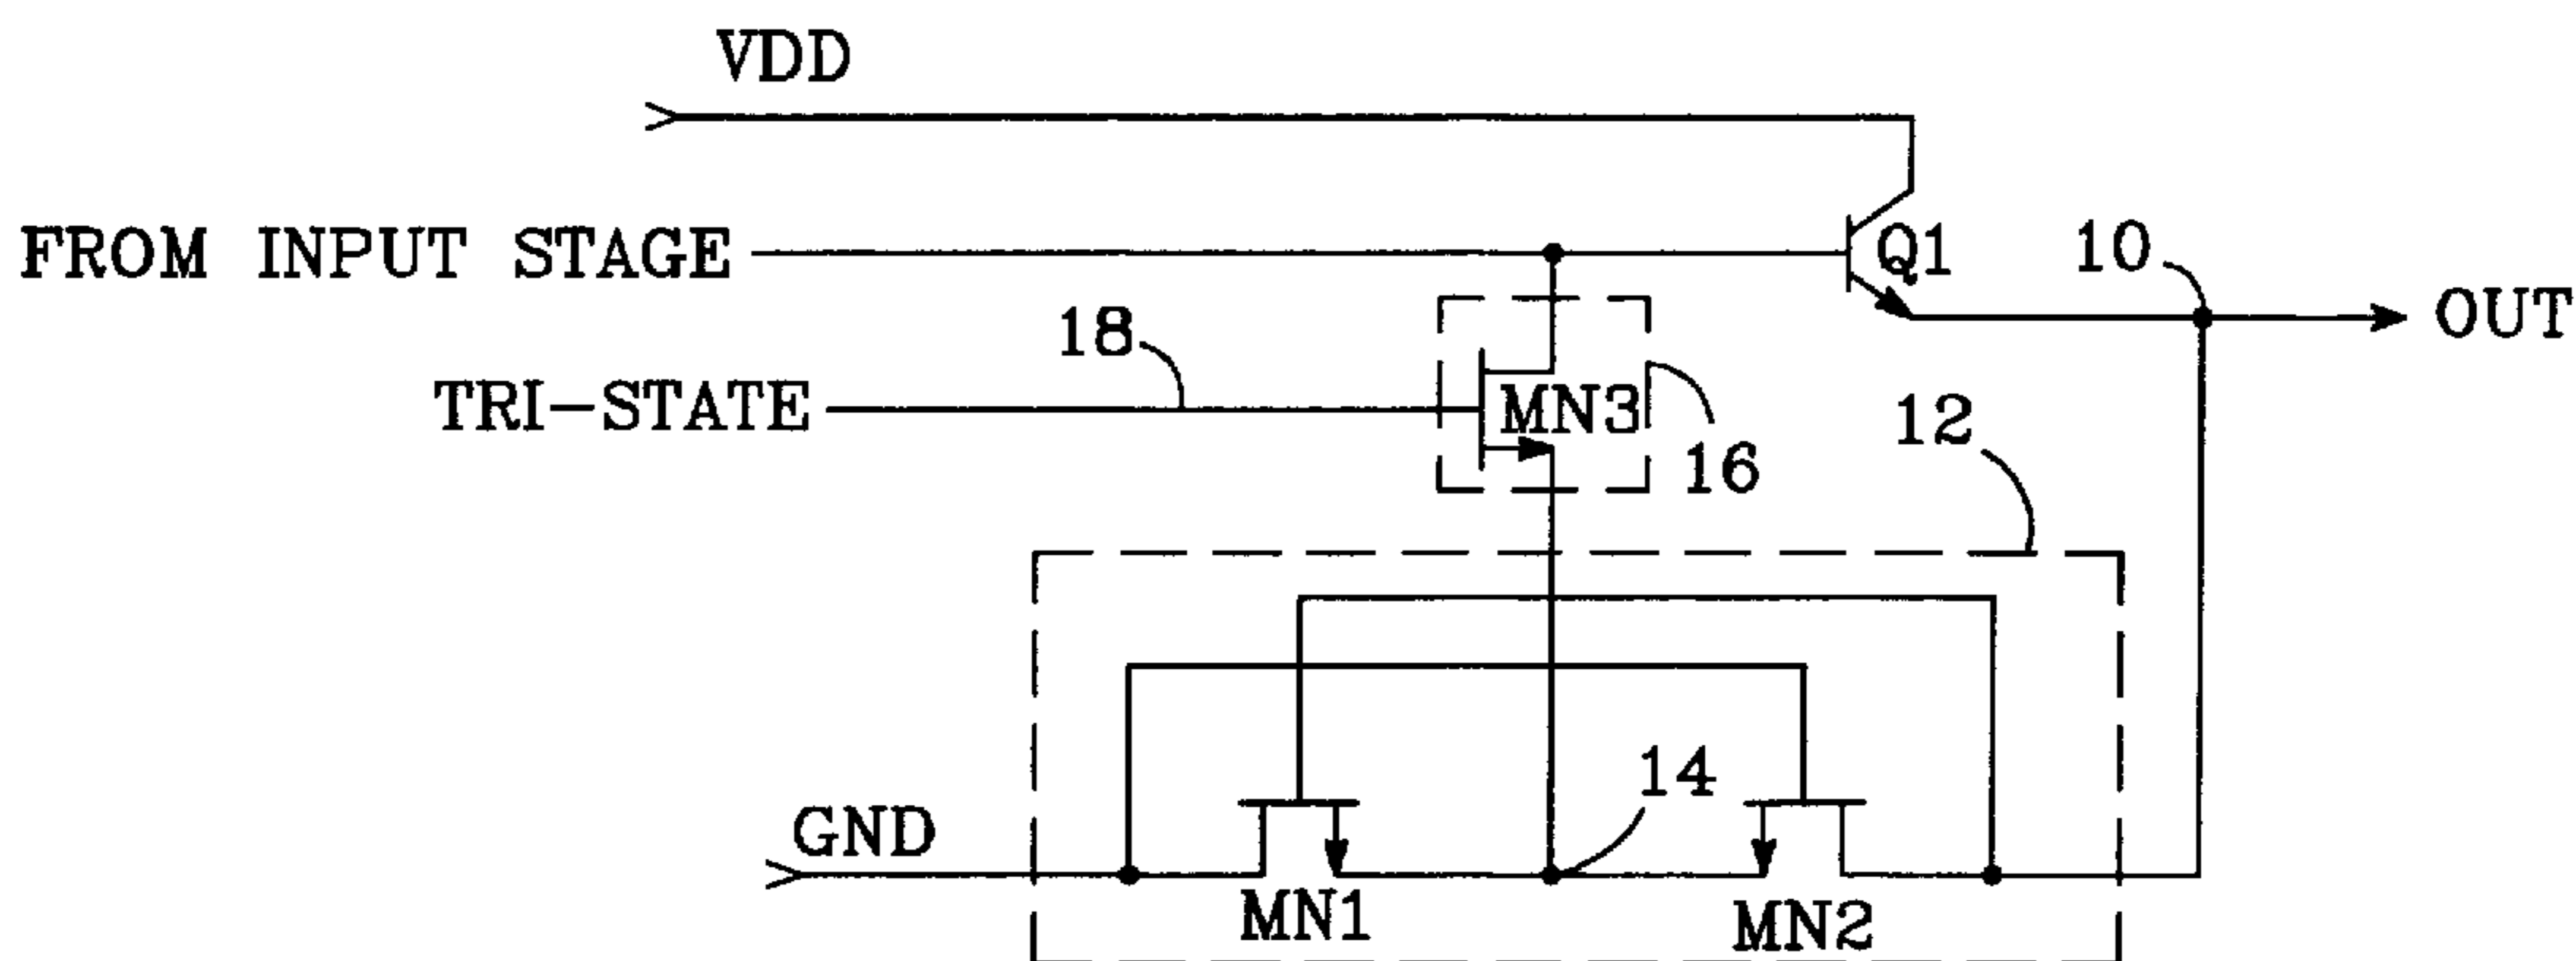 VDD
FROM INPUT STAGE
Q1
10
OUT
18
TRI-STATE
MN3
16
12
14
GND
MN1
MN2